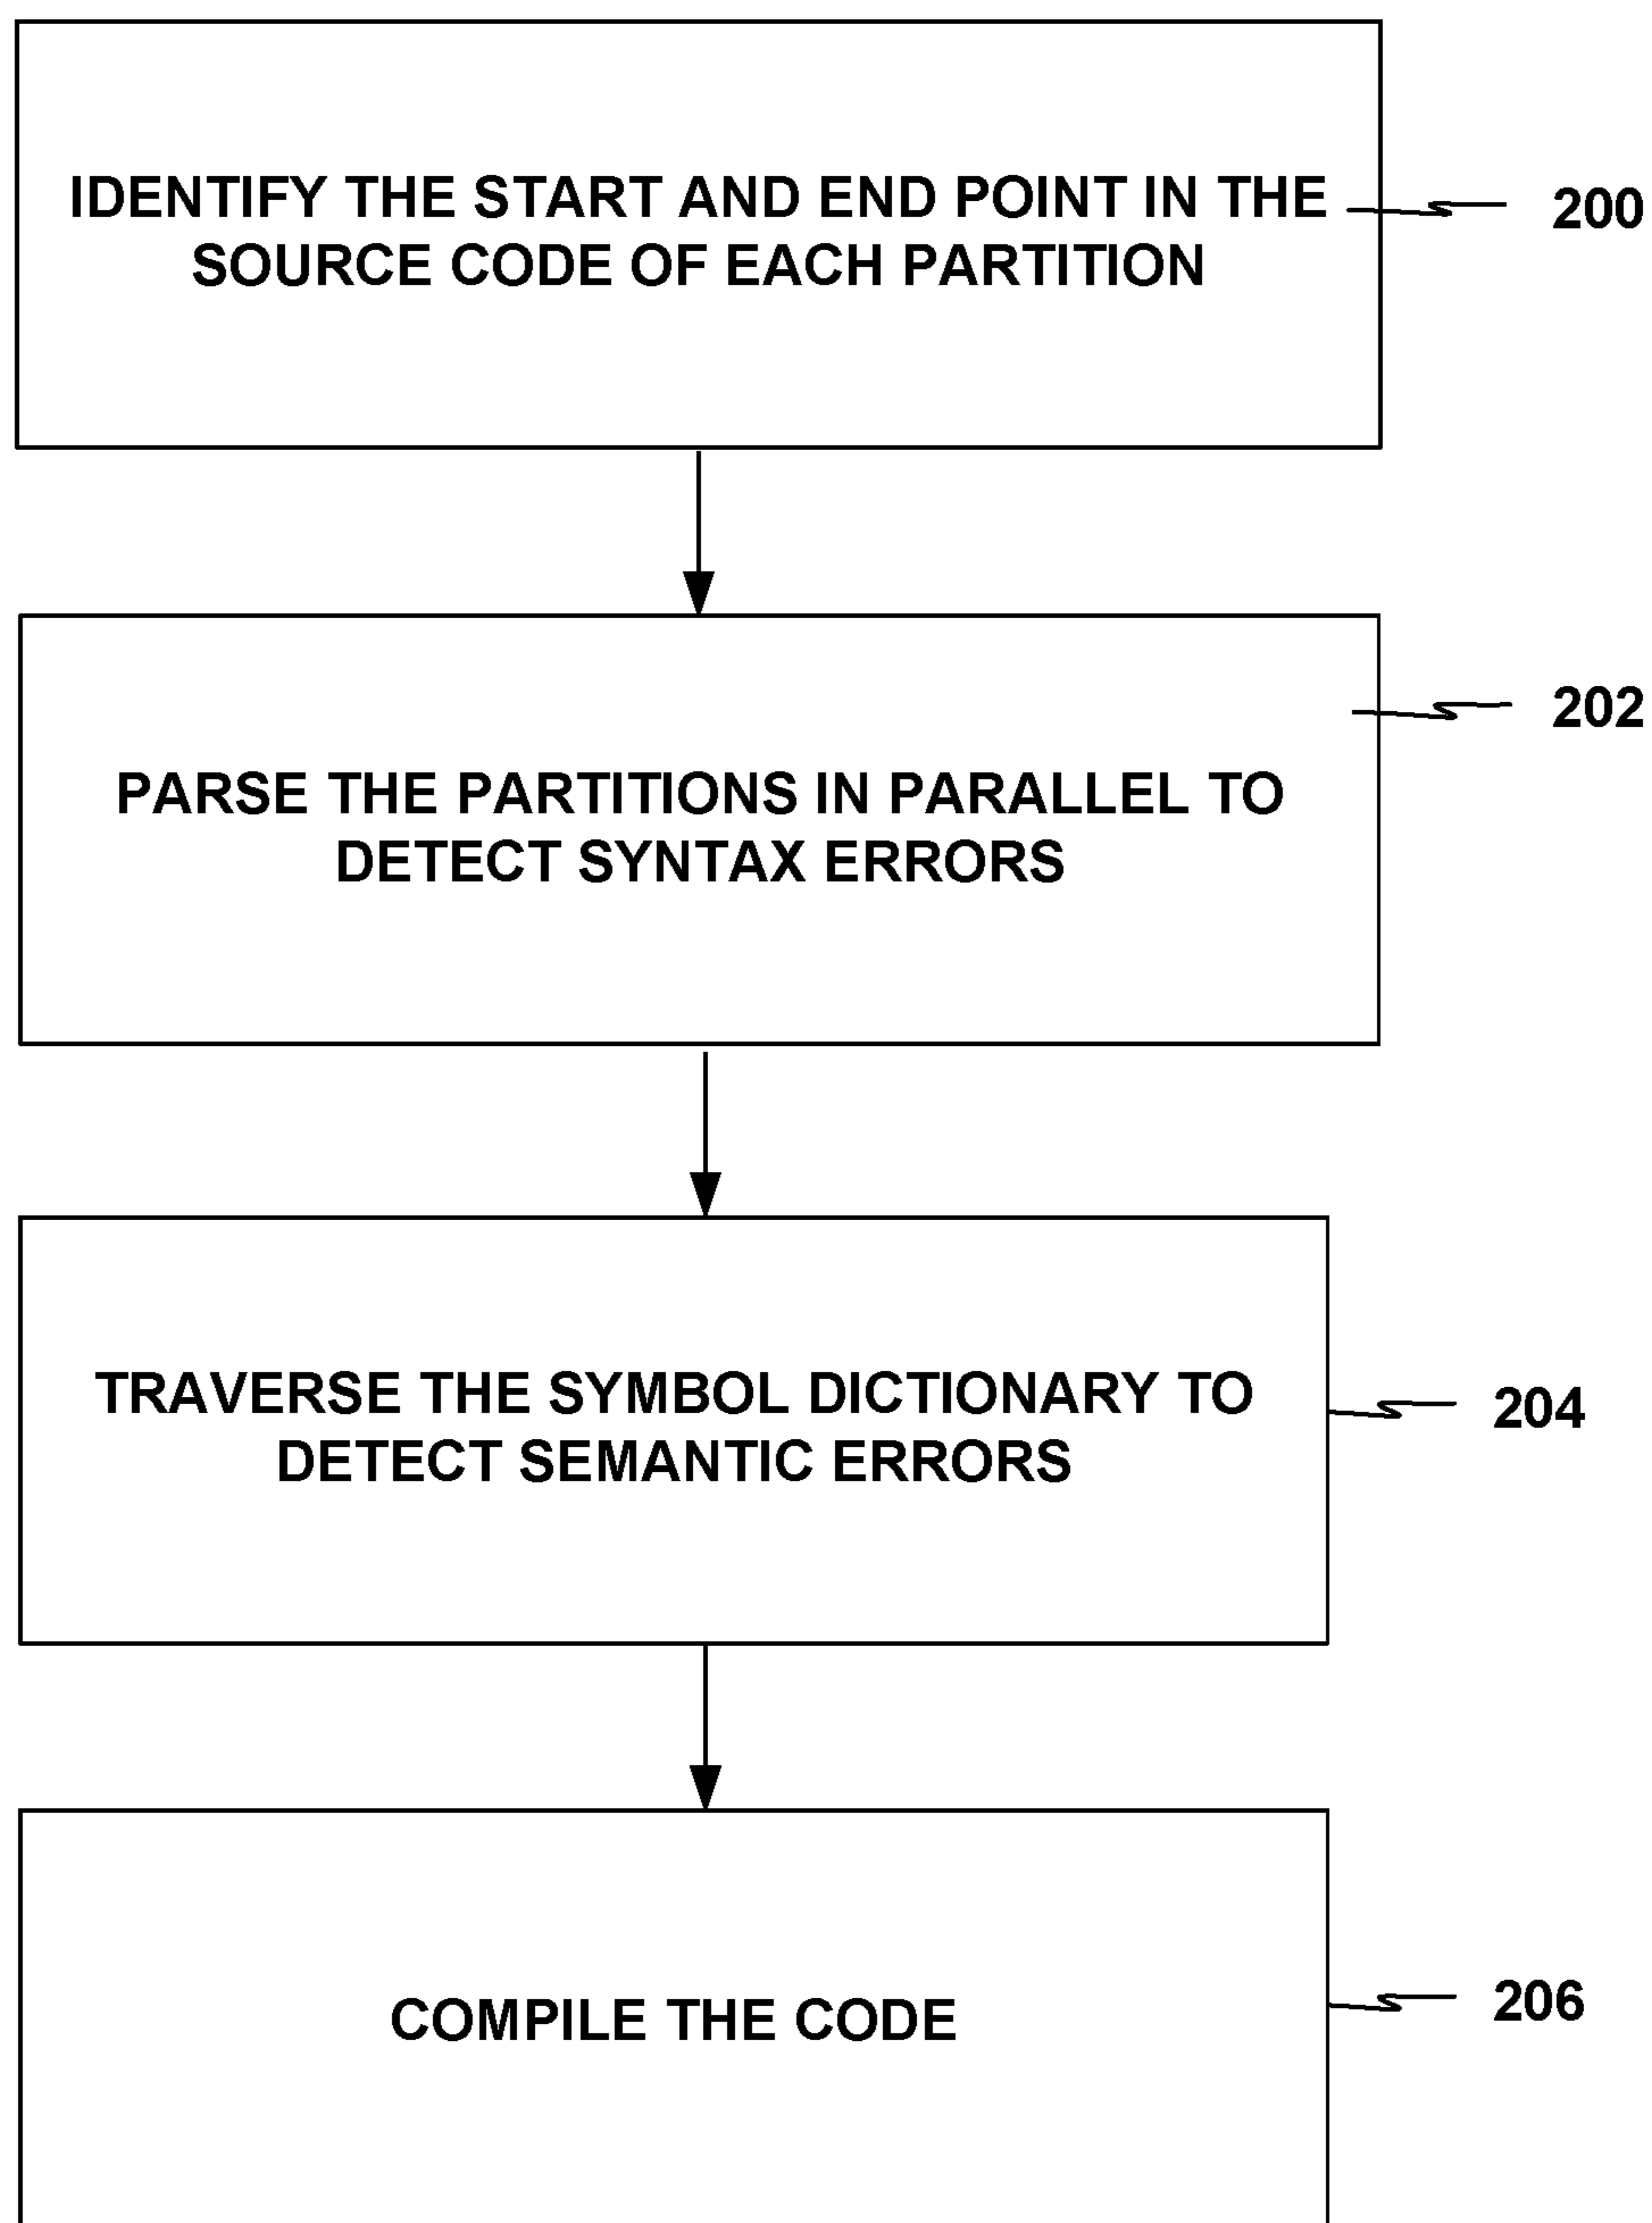 IDENTIFY THE START AND END POINT IN THE
SOURCE CODE OF EACH PARTITION
200
PARSE THE PARTITIONS IN PARALLEL TO
DETECT SYNTAX ERRORS
202
TRAVERSE THE SYMBOL DICTIONARY TO
DETECT SEMANTIC ERRORS
204
COMPILE THE CODE
206